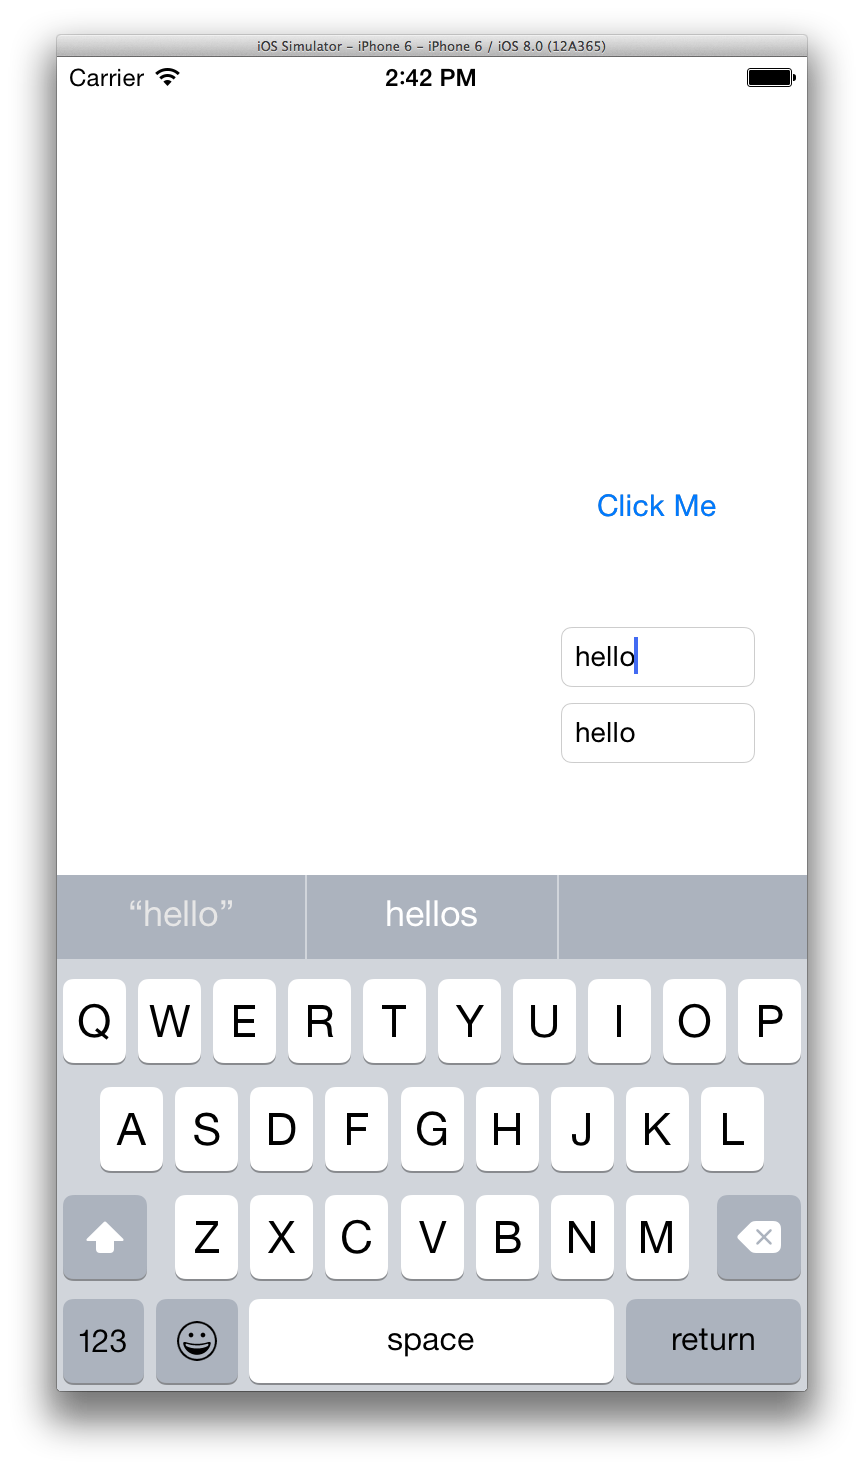 iOS Simulator – iPhone 6 – iPhone 6 / iOS 8.0 (12A365)
Carrier 2:42 PM
Click Me
hello
hello
“hello” hellos
Q W E R T Y U I O P
A S D F G H J K L
Z X C V B N M
123 space return